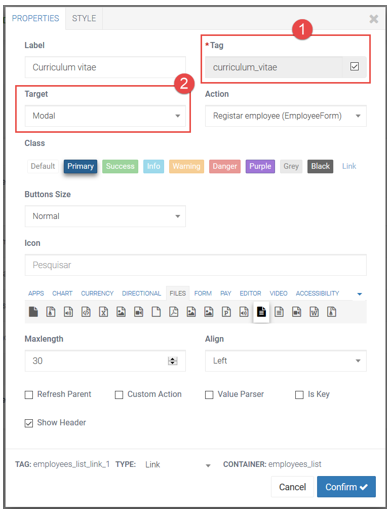 PROPERTIES STYLE
1
Label * Tag
Curriculum vitae curriculum_vitae
2
Target Action
Modal Registar employee (EmployeeForm)
Class
Default Primary Success Info Warning Danger Purple Grey Black Link
Buttons Size
Normal
Icon
Pesquisar
APPS CHART CURRENCY DIRECTIONAL FILES FORM PAY EDITOR VIDEO ACCESSIBILITY
Maxlength Align
30 Left
Refresh Parent Custom Action Value Parser Is Key
Show Header
TAG: employees_list_link_1 TYPE: Link CONTAINER: employees_list
Cancel Confirm